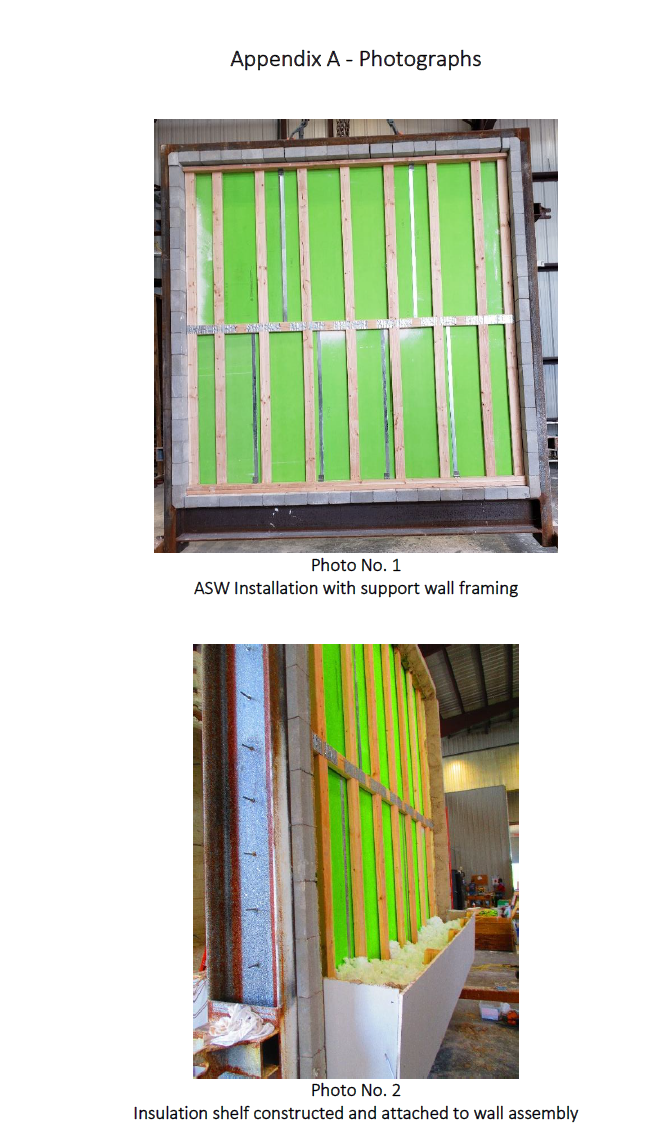 Appendix A - Photographs
Photo No. 1
ASW Installation with support wall framing
Photo No. 2
Insulation shelf constructed and attached to wall assembly